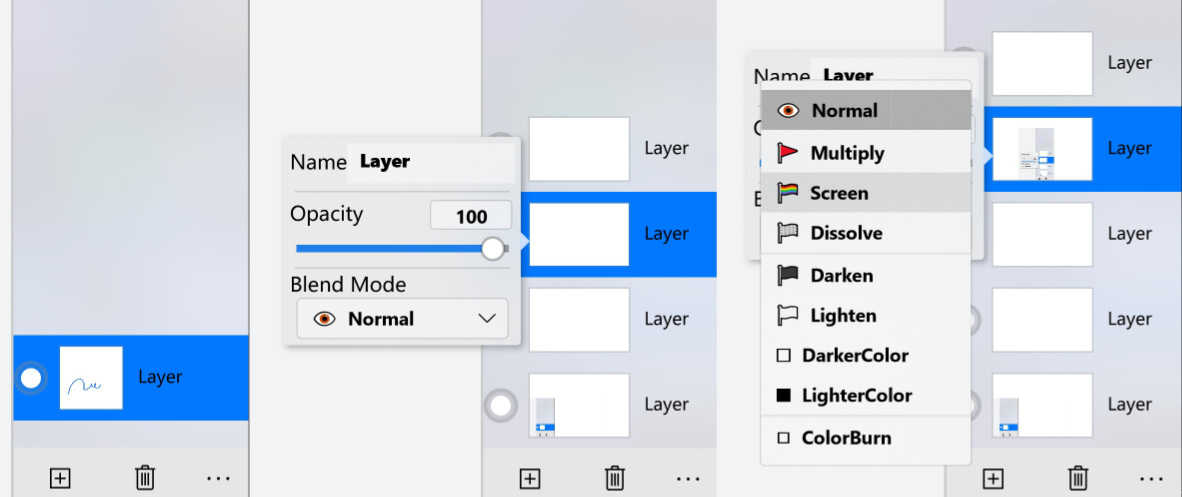 Layer
Name Layer
Opacity 100
Blend Mode
Normal
Layer
Layer
Layer
Layer
Name Layer
Normal
Multiply
Screen
Dissolve
Darken
Lighten
DarkerColor
LighterColor
ColorBurn
Layer
Layer
Layer
Layer
Layer